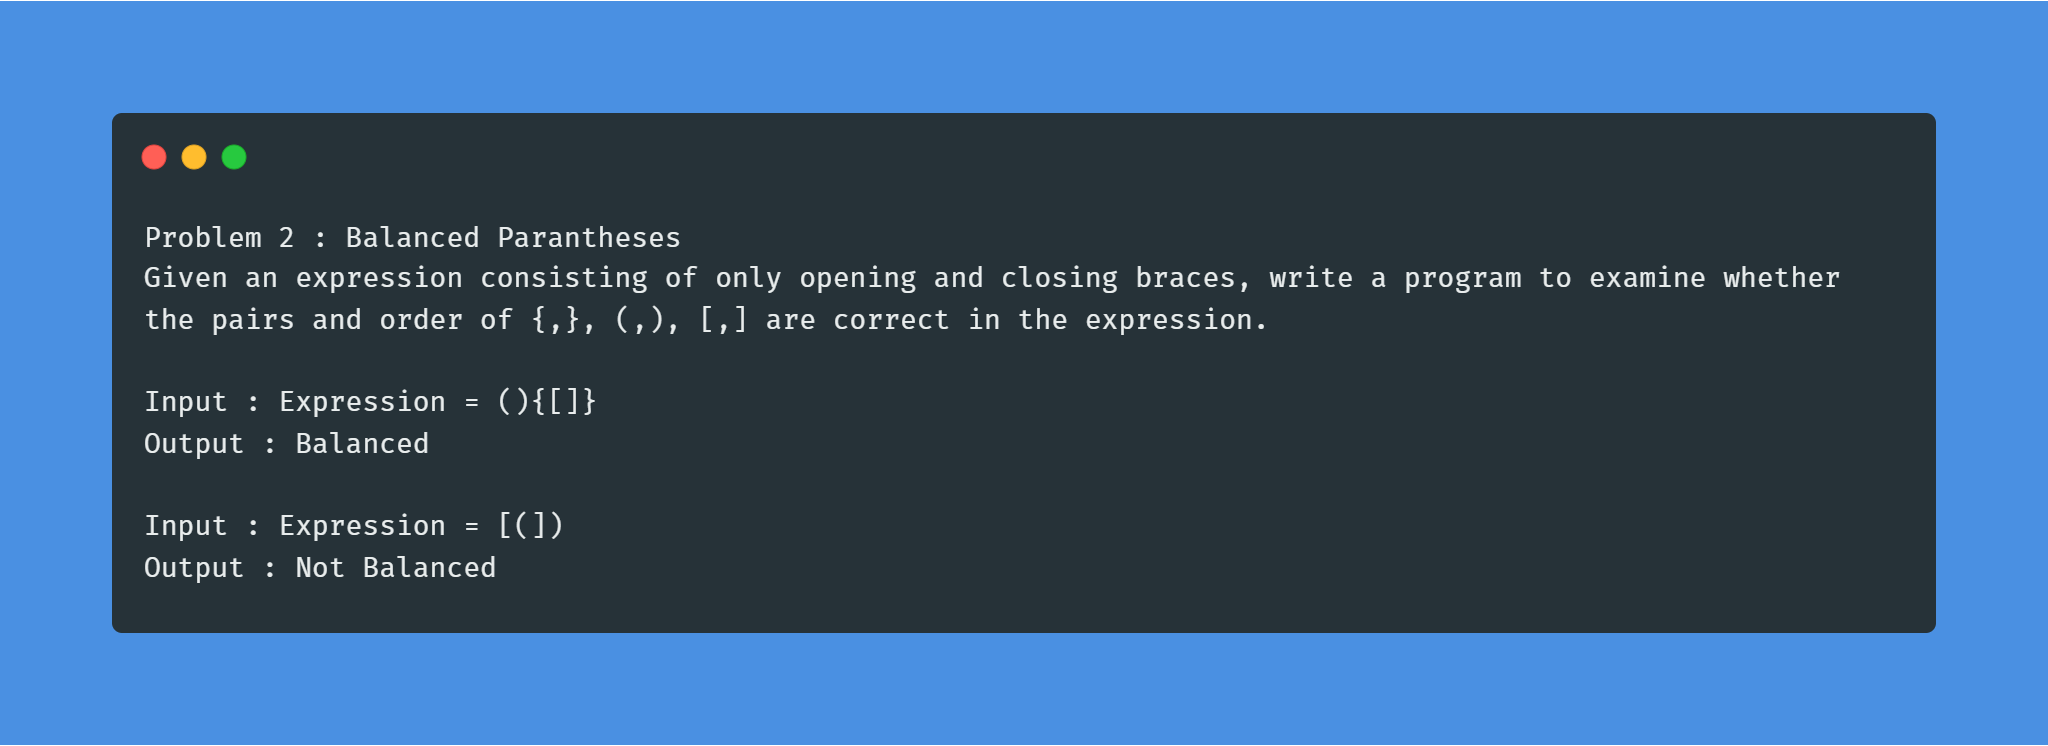 Problem 2 : Balanced Parantheses
Given an expression consisting of only opening and closing braces, write a program to examine whether
the pairs and order of {,}, (,), [,] are correct in the expression.
Input : Expression = (){[]}
Output : Balanced
Input : Expression = [(])
Output : Not Balanced